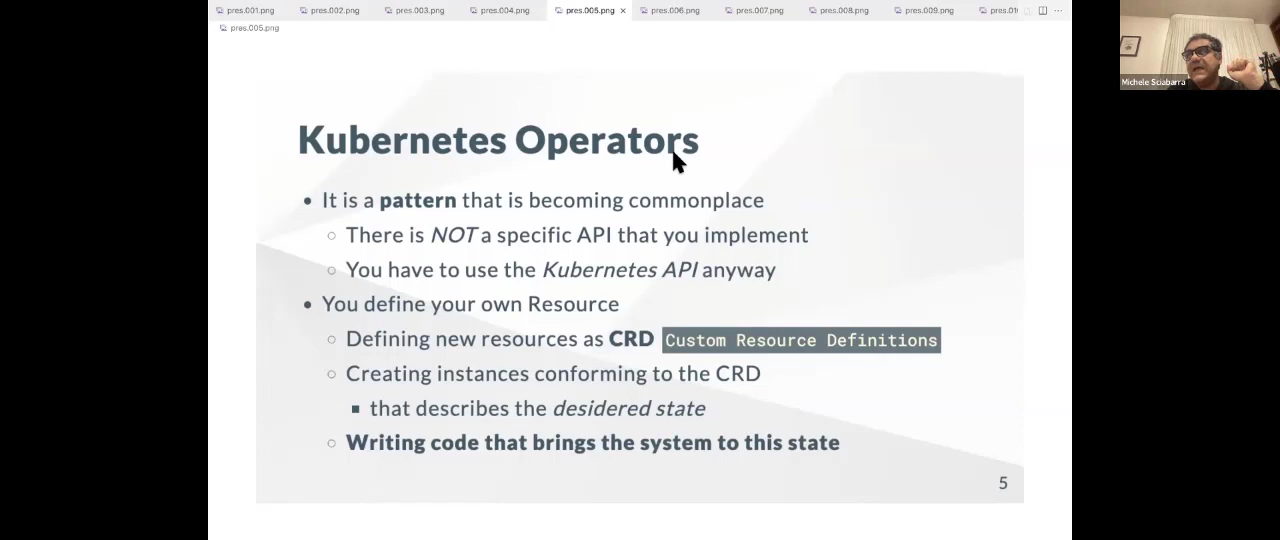 pres.001.png pres.002.png pres.003.png pres.004.png pres.005.png × pres.006.png pres.007.png pres.008.png pres.009.png pres.01
pres.005.png
Michele Sciabarra
Kubernetes Operators
• It is a pattern that is becoming commonplace
○ There is NOT a specific API that you implement
○ You have to use the Kubernetes API anyway
• You define your own Resource
○ Defining new resources as CRD Custom Resource Definitions
○ Creating instances conforming to the CRD
▪ that describes the desidered state
○ Writing code that brings the system to this state
5